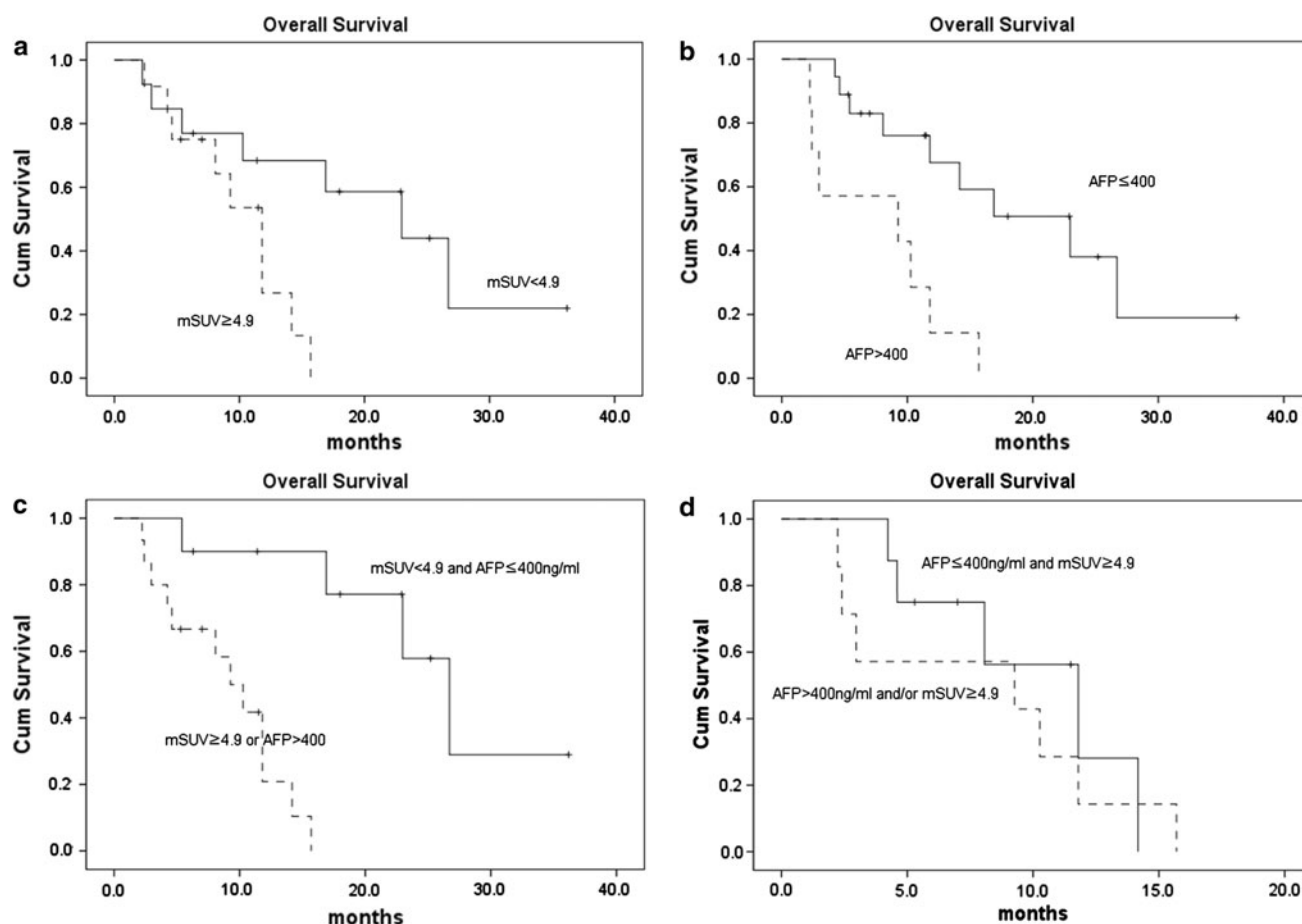 a
Overall Survival
1.0
0.8
0.6
0.4
0.2
0.0
Cum Survival
mSUV<4.9
mSUV≥4.9
0.0 10.0 20.0 30.0 40.0
months
b
Overall Survival
1.0
0.8
0.6
0.4
0.2
0.0
Cum Survival
AFP≤400
AFP>400
0.0 10.0 20.0 30.0 40.0
months
c
Overall Survival
1.0
0.8
0.6
0.4
0.2
0.0
Cum Survival
mSUV<4.9 and AFP≤400ng/ml
mSUV≥4.9 or AFP>400
0.0 10.0 20.0 30.0 40.0
months
d
Overall Survival
1.0
0.8
0.6
0.4
0.2
0.0
Cum Survival
AFP≤400ng/ml and mSUV≥4.9
AFP>400ng/ml and/or mSUV≥4.9
0.0 5.0 10.0 15.0 20.0
months